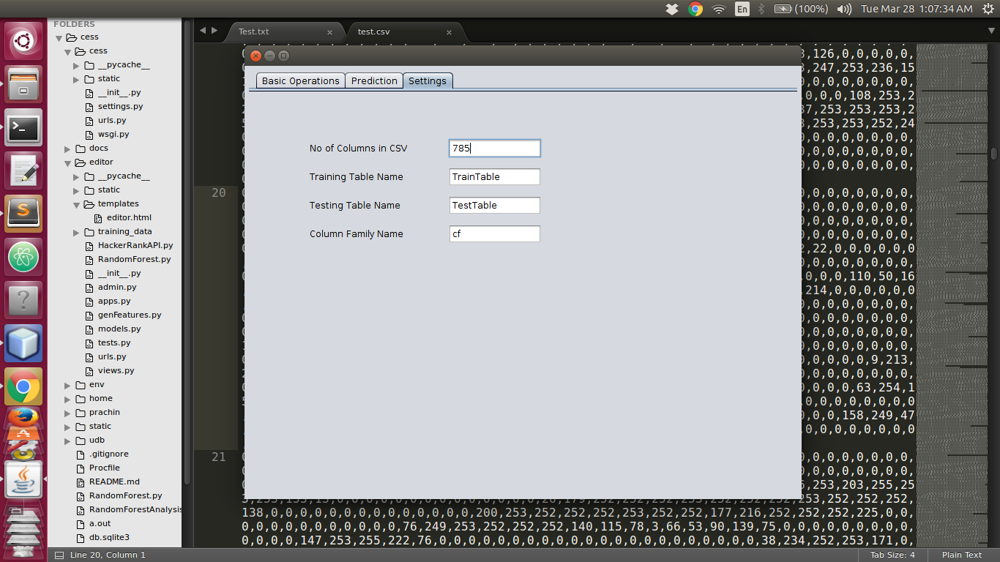 En (100%) Tue Mar 28 1:07:34 AM
FOLDERS
cess
cess
__pycache__
static
__init__.py
settings.py
urls.py
wsgi.py
docs
editor
__pycache__
static
templates
editor.html
training_data
HackerRankAPI.py
RandomForest.py
__init__.py
admin.py
apps.py
genFeatures.py
models.py
tests.py
urls.py
views.py
env
home
prachin
static
udb
.gitignore
Procfile
README.md
RandomForest.py
RandomForestAnalysis
a.out
db.sqlite3
Test.txt test.csv
Basic Operations Prediction Settings
No of Columns in CSV 785
Training Table Name TrainTable
Testing Table Name TestTable
Column Family Name cf
,126,0,0,0,0,0,
,247,253,236,15
0,0,0,0,0,0,0,
0,0,0,108,253,2
37,253,253,253,2
253,253,252,24
0,0,0,0,0,0,0,
0,0,0,0,0,0,0,
0,0,0,0,0,0,0,
20 0,0,0,0,0,0,0,
0,0,0,0,0,0,0,
0,0,0,0,0,0,0,
0,0,0,0,0,0,0,
,22,0,0,0,0,0,0
0,0,0,0,0,0,0,
0,0,0,110,50,16
,214,0,0,0,0,0,0
0,0,0,0,0,0,0,
0,0,0,0,0,0,0,
0,0,0,0,0,0,0,
0,0,0,0,0,0,0,
0,0,0,0,0,9,213,
0,0,0,0,0,0,0,
0,0,0,0,63,254,1
0,0,0,0,0,0,0,0
0,0,0,158,249,47
0,0,0,0,0,0,0,0
21 0,0,0,0,0,0,0,
0,0,0,0,0,0,0,
,253,203,255,25
252,252,252,
138,0,0,0,0,0,0,0,0,0,0,0,0,200,253,252,252,252,253,252,252,177,216,252,252,252,225,0,0,0,
0,0,0,0,0,0,0,0,0,0,0,76,249,253,252,252,252,140,115,78,3,66,53,90,139,75,0,0,0,0,0,0,0,0,
0,0,0,0,147,253,255,222,76,0,0,0,0,0,0,0,0,0,0,0,0,0,0,0,0,0,0,0,0,38,234,252,253,171,0,
Line 20, Column 1 Tab Size: 4 Plain Text